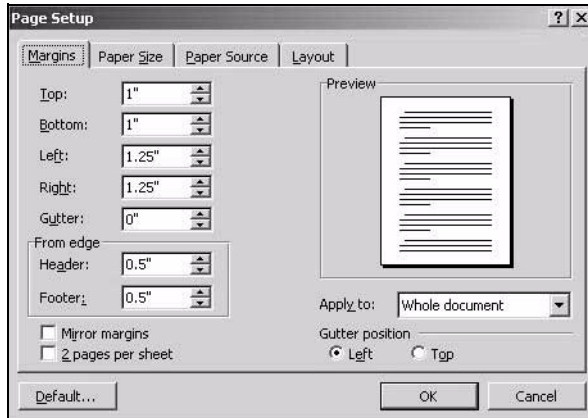 Page Setup
Margins Paper Size Paper Source Layout
Top: 1"
Bottom: 1"
Left: 1.25"
Right: 1.25"
Gutter: 0"
From edge
Header: 0.5"
Footer: 0.5"
Mirror margins
2 pages per sheet
Preview
Apply to: Whole document
Gutter position
Left Top
Default... OK Cancel